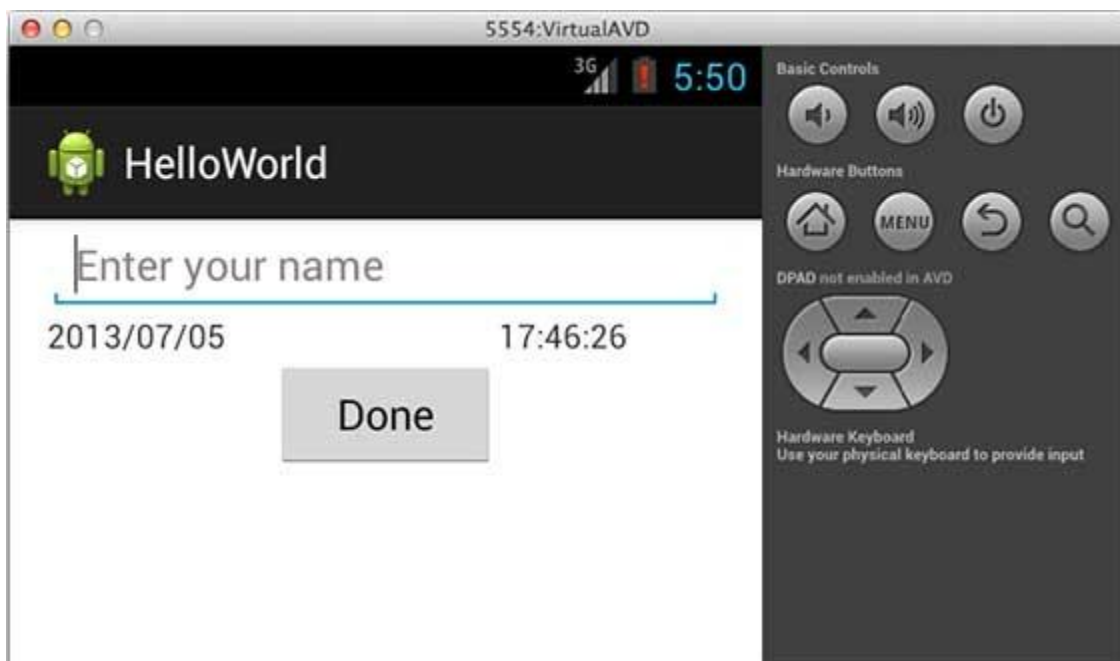 5554:VirtualAVD
3G 5:50
HelloWorld
Enter your name
2013/07/05 17:46:26
Done
Basic Controls
Hardware Buttons
MENU
DPAD not enabled in AVD
Hardware Keyboard
Use your physical keyboard to provide input